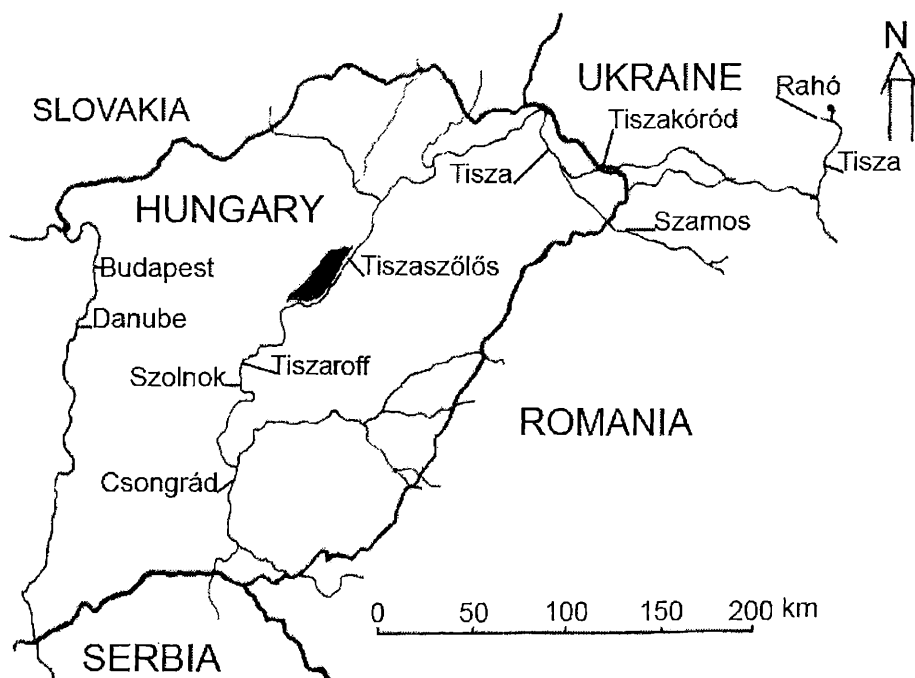 N
UKRAINE
Rahó
SLOVAKIA
Tiszakóród
Tisza
Tisza
HUNGARY
Szamos
Budapest
Tiszaszőlős
Danube
Tiszaroff
Szolnok
ROMANIA
Csongrád
0 50 100 150 200 km
SERBIA